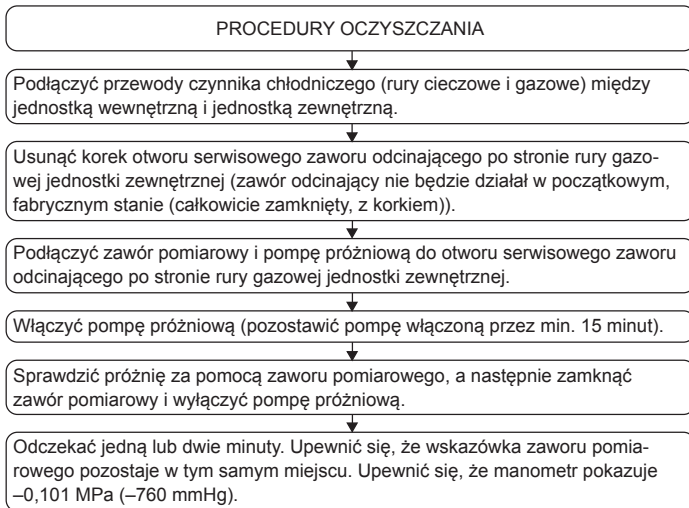 PROCEDURY OCZYSZCZANIA
Podłączyć przewody czynnika chłodniczego (rury cieczowe i gazowe) między
jednostką wewnętrzną i jednostką zewnętrzną.
Usunąć korek otworu serwisowego zaworu odcinającego po stronie rury gazo-
wej jednostki zewnętrznej (zawór odcinający nie będzie działał w początkowym,
fabrycznym stanie (całkowicie zamknięty, z korkiem)).
Podłączyć zawór pomiarowy i pompę próżniową do otworu serwisowego zaworu
odcinającego po stronie rury gazowej jednostki zewnętrznej.
Włączyć pompę próżniową (pozostawić pompę włączoną przez min. 15 minut).
Sprawdzić próżnię za pomocą zaworu pomiarowego, a następnie zamknąć
zawór pomiarowy i wyłączyć pompę próżniową.
Odczekać jedną lub dwie minuty. Upewnić się, że wskazówka zaworu pomia-
rowego pozostaje w tym samym miejscu. Upewnić się, że manometr pokazuje
–0,101 MPa (–760 mmHg).